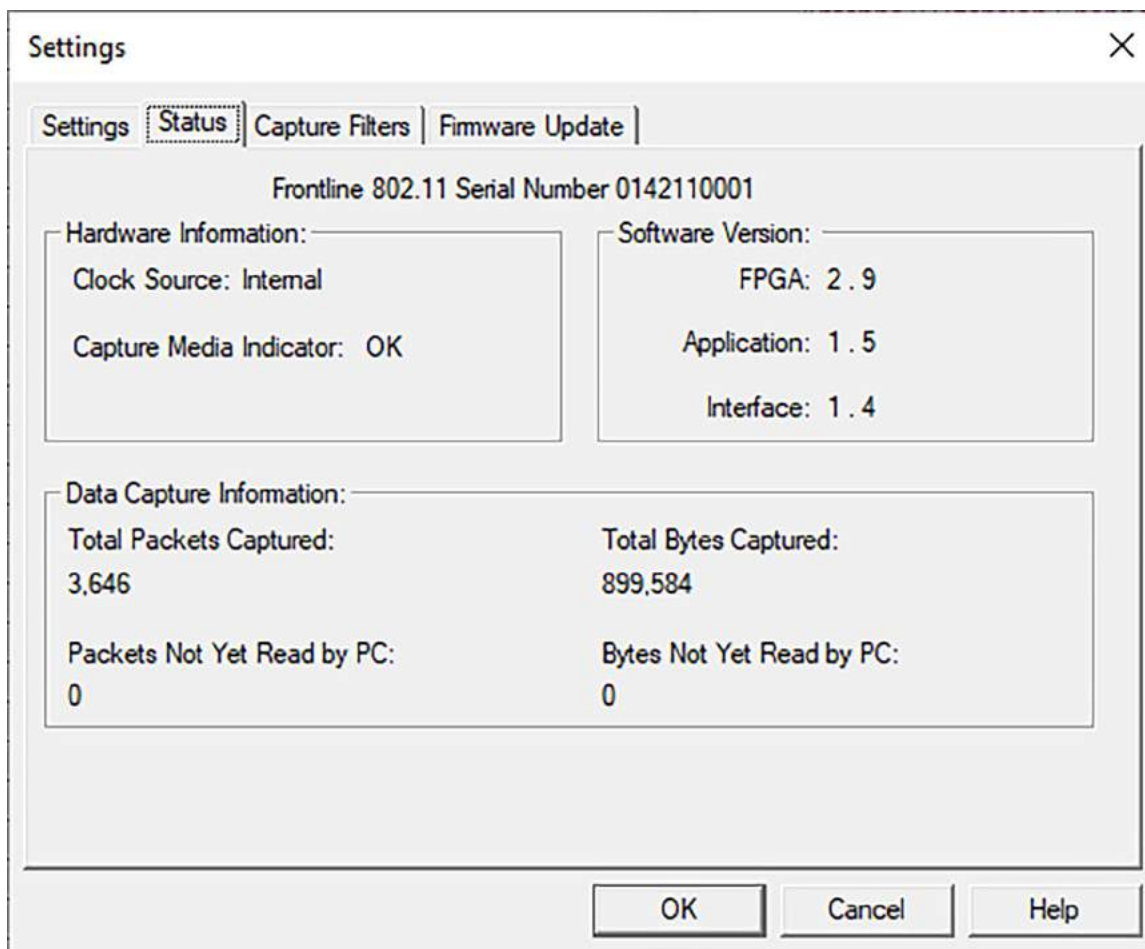 Settings
Settings Status Capture Filters Firmware Update
Frontline 802.11 Serial Number 0142110001
Hardware Information:
Clock Source: Internal
Capture Media Indicator: OK
Software Version:
FPGA: 2 . 9
Application: 1 . 5
Interface: 1 . 4
Data Capture Information:
Total Packets Captured:
3,646
Total Bytes Captured:
899,584
Packets Not Yet Read by PC:
0
Bytes Not Yet Read by PC:
0
OK Cancel Help